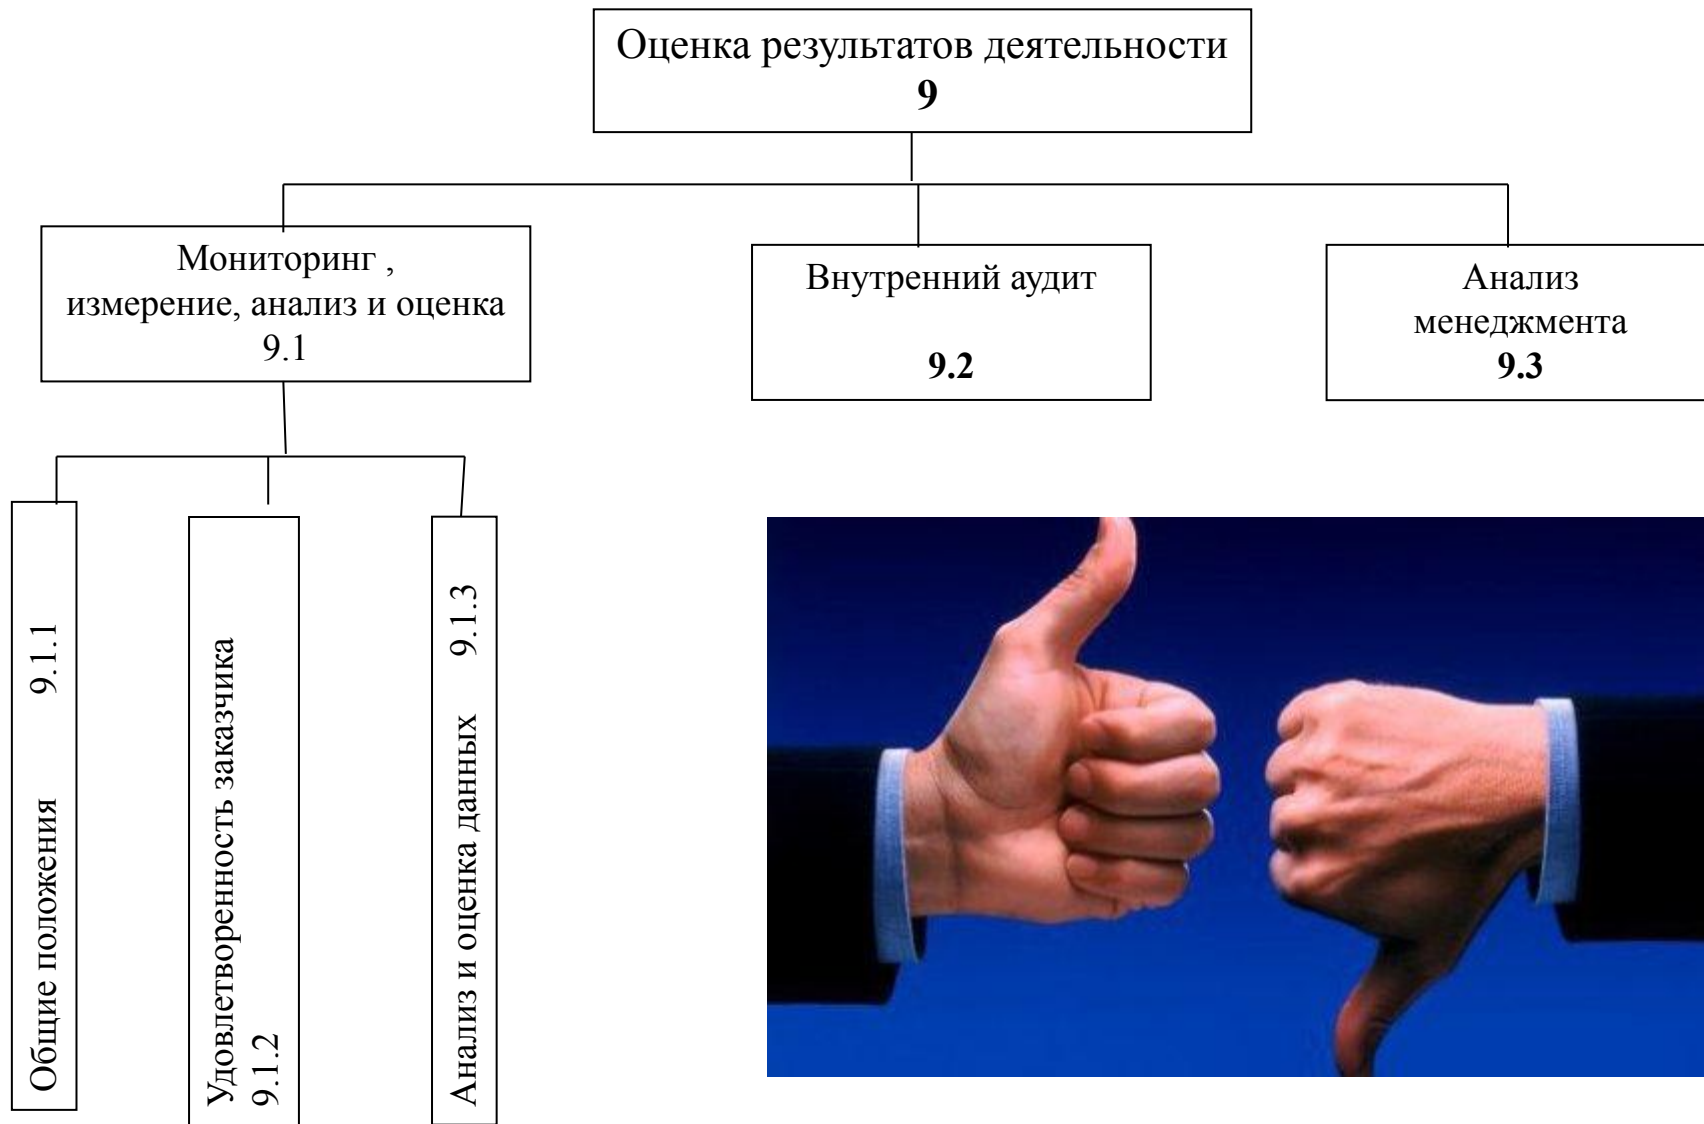 Оценка результатов деятельности
9
Мониторинг ,
измерение, анализ и оценка
9.1
Внутренний аудит
9.2
Анализ
менеджмента
9.3
Общие положения 9.1.1
Удовлетворенность заказчика
9.1.2
Анализ и оценка данных 9.1.3